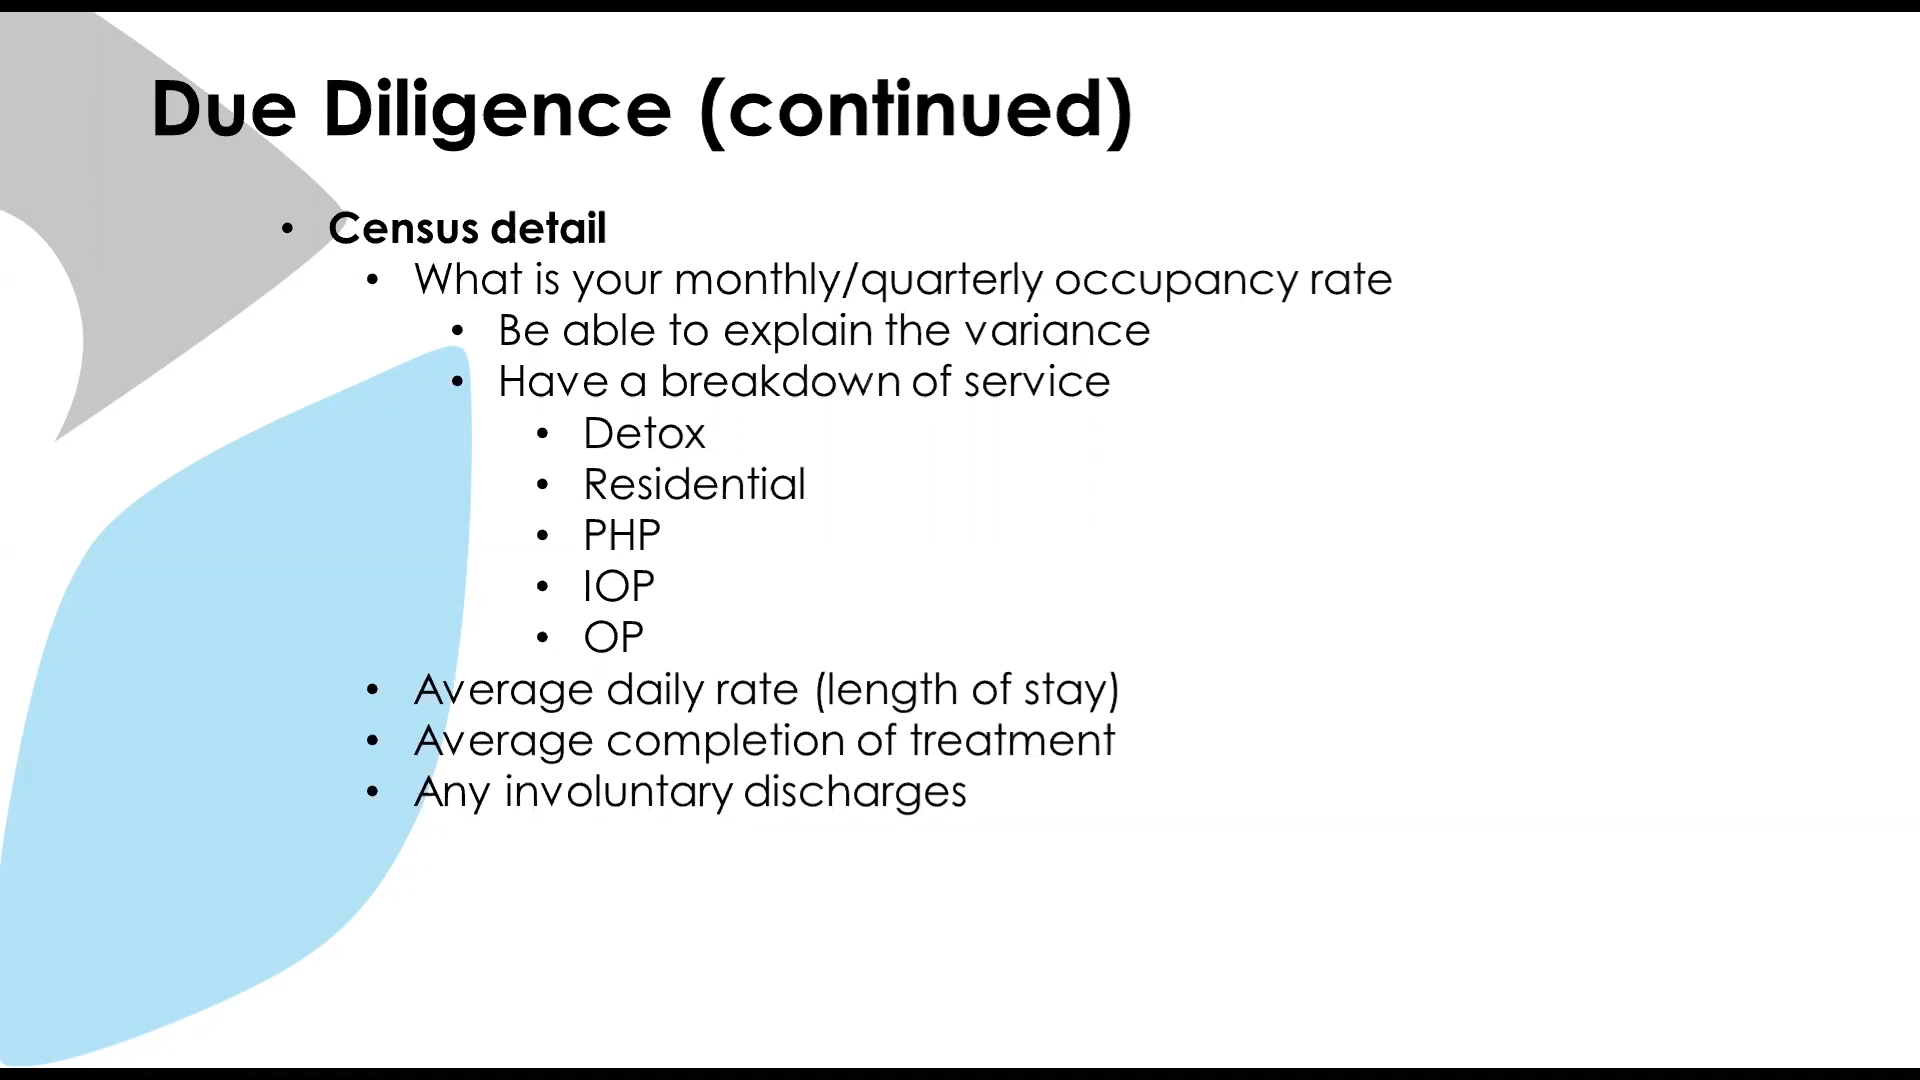 Due Diligence (continued)
• Census detail
• What is your monthly/quarterly occupancy rate
• Be able to explain the variance
• Have a breakdown of service
• Detox
• Residential
• PHP
• IOP
• OP
• Average daily rate (length of stay)
• Average completion of treatment
• Any involuntary discharges